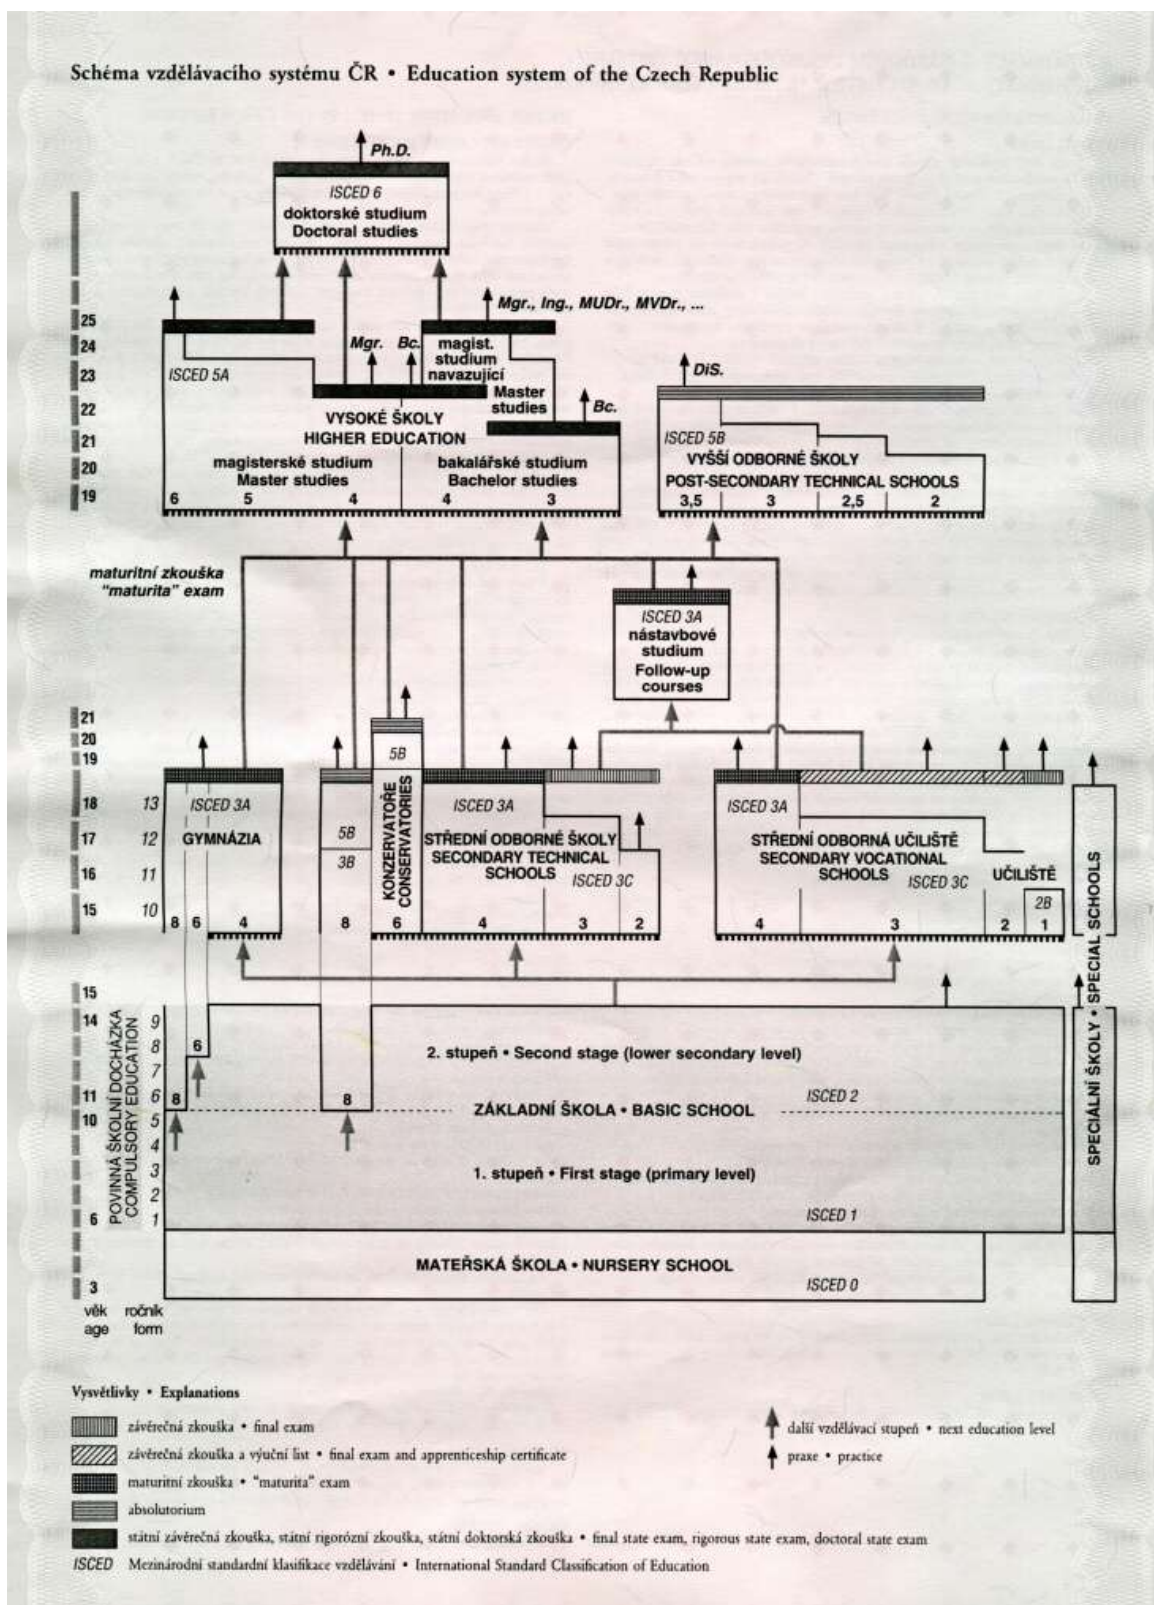 Schéma vzdělávacího systému ČR • Education system of the Czech Republic
Ph.D.
ISCED 6
doktorské studium
Doctoral studies
Mgr., Ing., MUDr., MVDr., ...
25
24
23
22
21
20
19
Mgr.
Bc.
magist.
studium
navazující
Master
studies
Bc.
ISCED 5A
VYSOKÉ ŠKOLY
HIGHER EDUCATION
magisterské studium
Master studies
bakalářské studium
Bachelor studies
6 5 4 4 3
DiS.
ISCED 5B
VYŠŠÍ ODBORNÉ ŠKOLY
POST-SECONDARY TECHNICAL SCHOOLS
3,5 3 2,5 2
maturitní zkouška
"maturita" exam
ISCED 3A
nástavbové
studium
Follow-up
courses
21
20
19
18 13
17 12
16 11
15 10
ISCED 3A
GYMNÁZIA
8 6 4
5B
3B
8
5B
KONZERVATOŘE
CONSERVATORIES
6
ISCED 3A
STŘEDNÍ ODBORNÉ ŠKOLY
SECONDARY TECHNICAL
SCHOOLS
ISCED 3C
4 3 2
ISCED 3A
STŘEDNÍ ODBORNÁ UČILIŠTĚ
SECONDARY VOCATIONAL
SCHOOLS
ISCED 3C
UČILIŠTĚ
2B
4 3 2 1
SPECIÁLNÍ ŠKOLY • SPECIAL SCHOOLS
15
14
11
10
6
3
POVINNÁ ŠKOLNÍ DOCHÁZKA
COMPULSORY EDUCATION
9
8
7
6
5
4
3
2
1
6
8
8
2. stupeň • Second stage (lower secondary level)
ISCED 2
ZÁKLADNÍ ŠKOLA • BASIC SCHOOL
1. stupeň • First stage (primary level)
ISCED 1
MATEŘSKÁ ŠKOLA • NURSERY SCHOOL
ISCED 0
věk ročník
age form
Vysvětlivky • Explanations
závěrečná zkouška • final exam
závěrečná zkouška a výuční list • final exam and apprenticeship certificate
maturitní zkouška • "maturita" exam
absolutorium
státní závěrečná zkouška, státní rigorózní zkouška, státní doktorská zkouška • final state exam, rigorous state exam, doctoral state exam
ISCED Mezinárodní standardní klasifikace vzdělávání • International Standard Classification of Education
další vzdělávací stupeň • next education level
praxe • practice